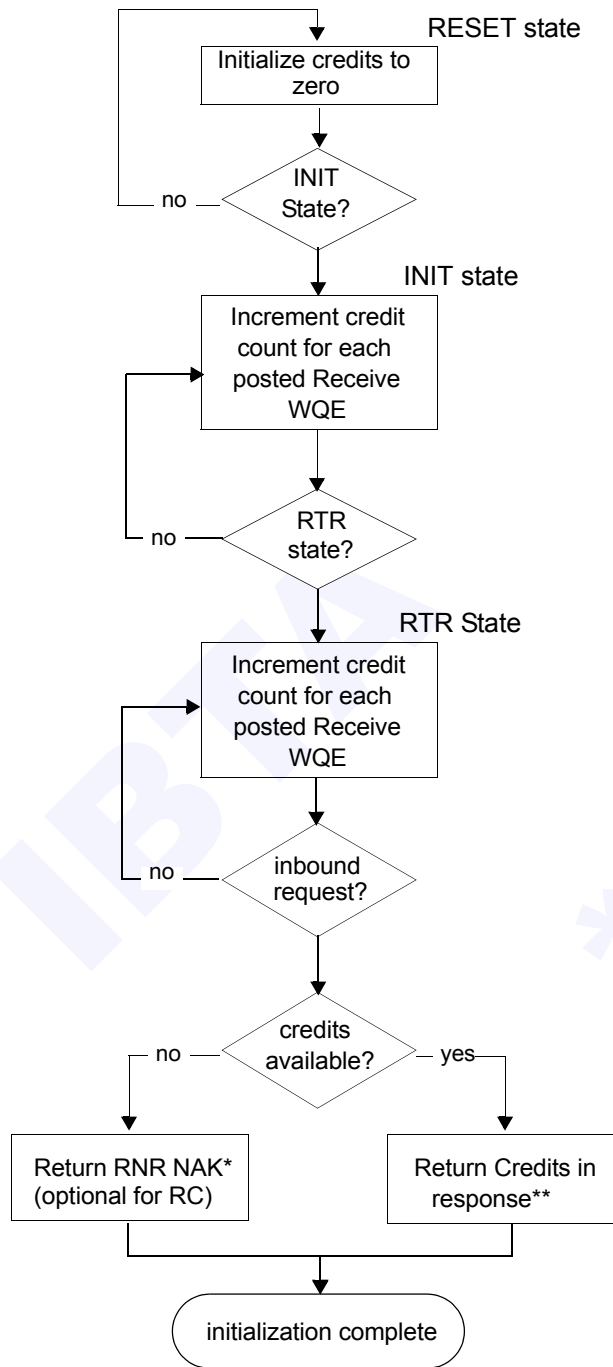 RESET state
Initialize credits to
zero
INIT
State?
no
INIT state
Increment credit
count for each
posted Receive
WQE
RTR
state?
no
RTR State
Increment credit
count for each
posted Receive
WQE
inbound
request?
no
credits
available?
no
yes
Return RNR NAK*
(optional for RC)
Return Credits in
response**
initialization complete
IBTA
*